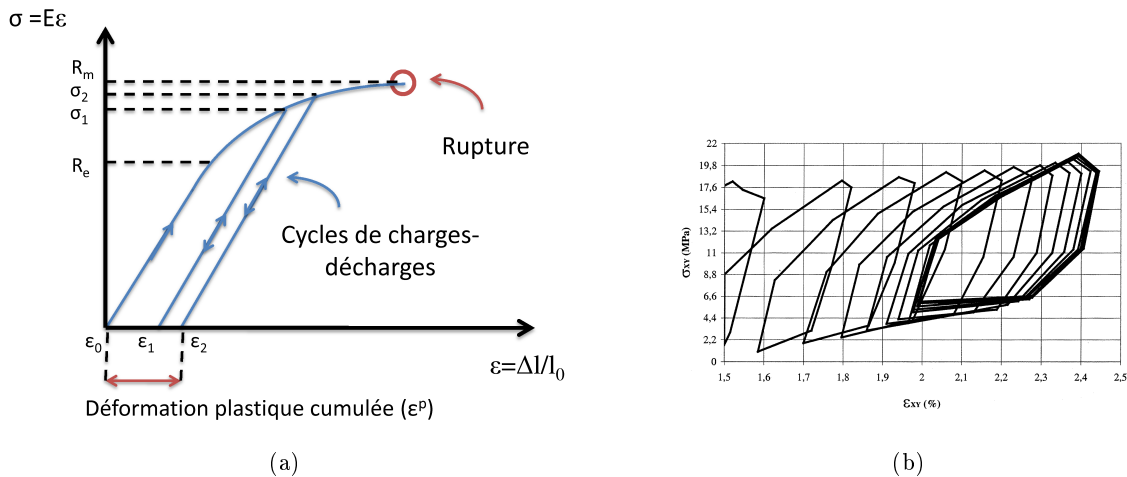 σ =Eε
R_m
σ_2
σ_1
R_e
Rupture
Cycles de charges-
décharges
ε_0
ε_1
ε_2
ε=Δl/l_0
Déformation plastique cumulée (ε^p)
(a)
σ_XY (MPa)
22
19,8
17,6
15,4
13,2
11
8,8
6,6
4,4
2,2
0
1,5
1,6
1,7
1,8
1,9
2
2,1
2,2
2,3
2,4
2,5
ε_XY (%)
(b)